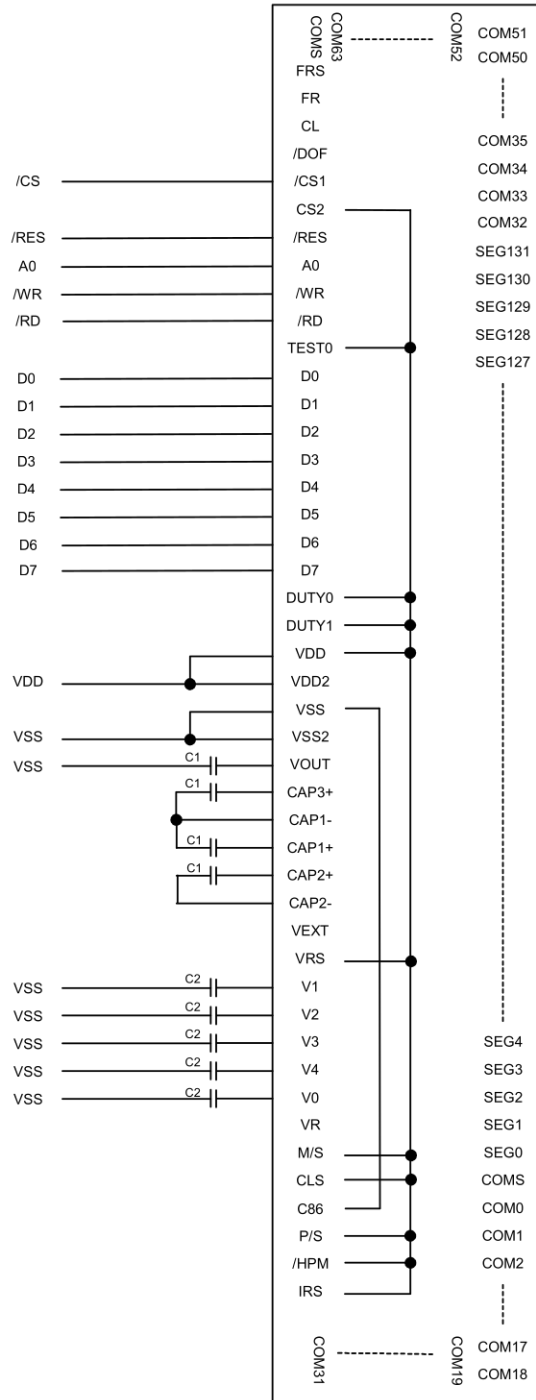 COMS
COM63
COM52
COM51
COM50
FRS
FR
CL
/DOF
/CS /CS1
CS2
/RES /RES
A0 A0
/WR /WR
/RD /RD
TEST0
D0 D0
D1 D1
D2 D2
D3 D3
D4 D4
D5 D5
D6 D6
D7 D7
DUTY0
DUTY1
VDD
VDD VDD2
VSS
VSS VSS2
VSS C1 VOUT
C1 CAP3+
CAP1-
C1 CAP1+
C1 CAP2+
CAP2-
VEXT
VRS
VSS C2 V1
VSS C2 V2
VSS C2 V3
VSS C2 V4
VSS C2 V0
VR
M/S
CLS
C86
P/S
/HPM
IRS
COM35
COM34
COM33
COM32
SEG131
SEG130
SEG129
SEG128
SEG127
SEG4
SEG3
SEG2
SEG1
SEG0
COMS
COM0
COM1
COM2
COM31
COM19
COM17
COM18